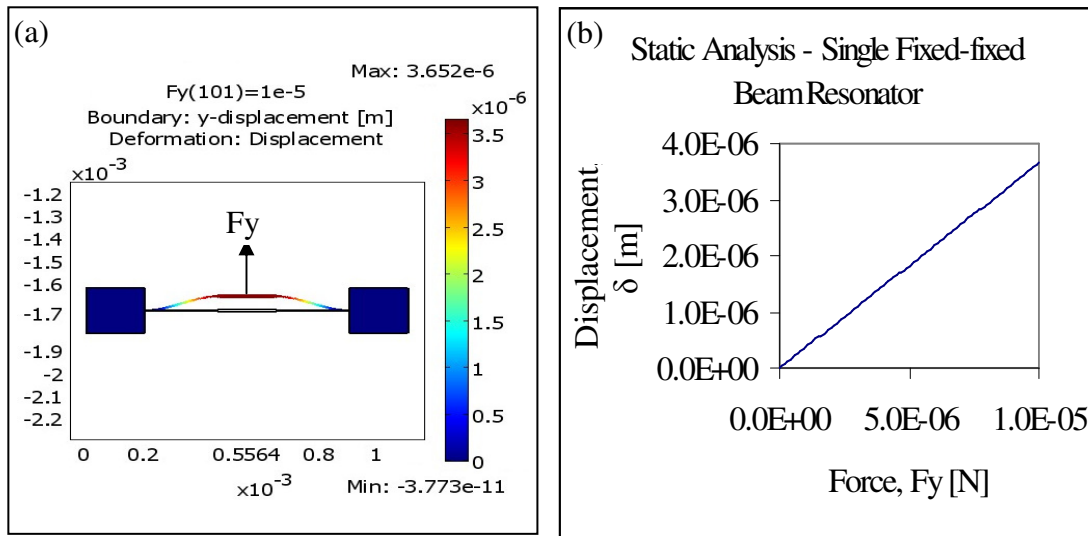 (a)
Max: 3.652e-6
Fy(101)=1e-5
Boundary: y-displacement [m]
Deformation: Displacement
×10^-6
×10^-3
-1.2
-1.3
-1.4
-1.5
-1.6
-1.7
-1.9
-2
-2.1
-2.2
Fy
3.5
3
2.5
2
1.5
1
0.5
0
0 0.2 0.5564 0.8 1
×10^-3
Min: -3.773e-11
(b)
Static Analysis - Single Fixed-fixed
Beam Resonator
Displacement,
δ [m]
4.0E-06
3.0E-06
2.0E-06
1.0E-06
0.0E+00
0.0E+00 5.0E-06 1.0E-05
Force, Fy [N]